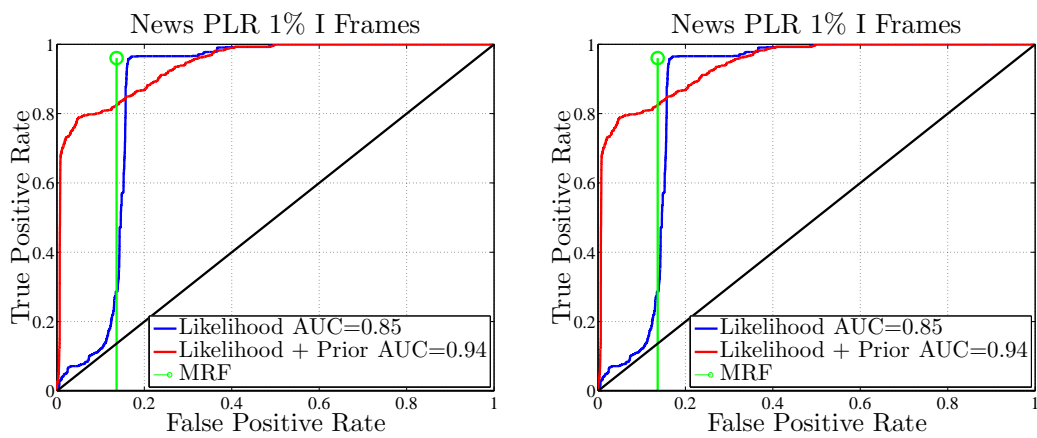 News PLR 1% I Frames
True Positive Rate
1
0.8
0.6
0.4
0.2
0
0
0.2
0.4
0.6
0.8
1
False Positive Rate
Likelihood AUC=0.85
Likelihood + Prior AUC=0.94
MRF
News PLR 1% I Frames
True Positive Rate
1
0.8
0.6
0.4
0.2
0
0
0.2
0.4
0.6
0.8
1
False Positive Rate
Likelihood AUC=0.85
Likelihood + Prior AUC=0.94
MRF